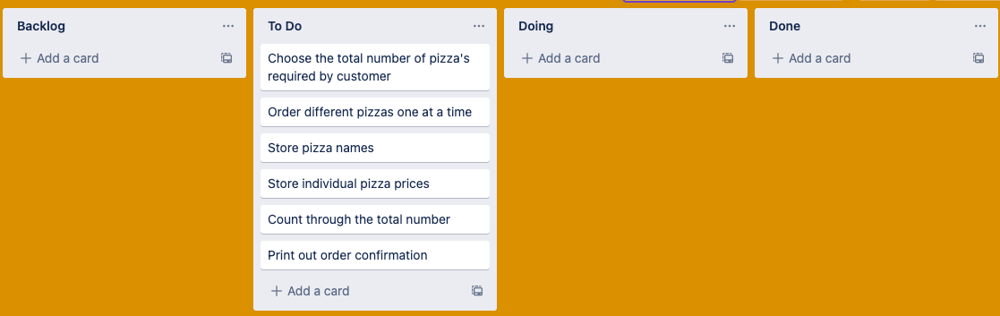 Backlog
Add a card
To Do
Choose the total number of pizza's
required by customer
Order different pizzas one at a time
Store pizza names
Store individual pizza prices
Count through the total number
Print out order confirmation
Add a card
Doing
Add a card
Done
Add a card